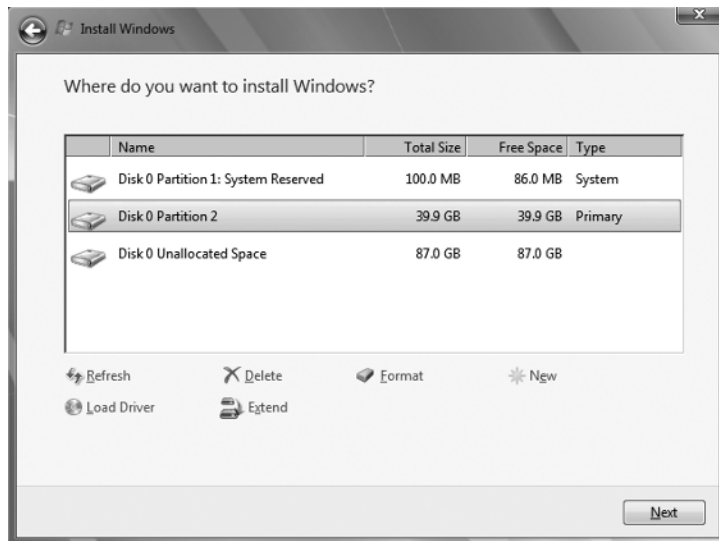 Install Windows
Where do you want to install Windows?
Name Total Size Free Space Type
Disk 0 Partition 1: System Reserved 100.0 MB 86.0 MB System
Disk 0 Partition 2 39.9 GB 39.9 GB Primary
Disk 0 Unallocated Space 87.0 GB 87.0 GB
Refresh Delete Format New
Load Driver Extend
Next